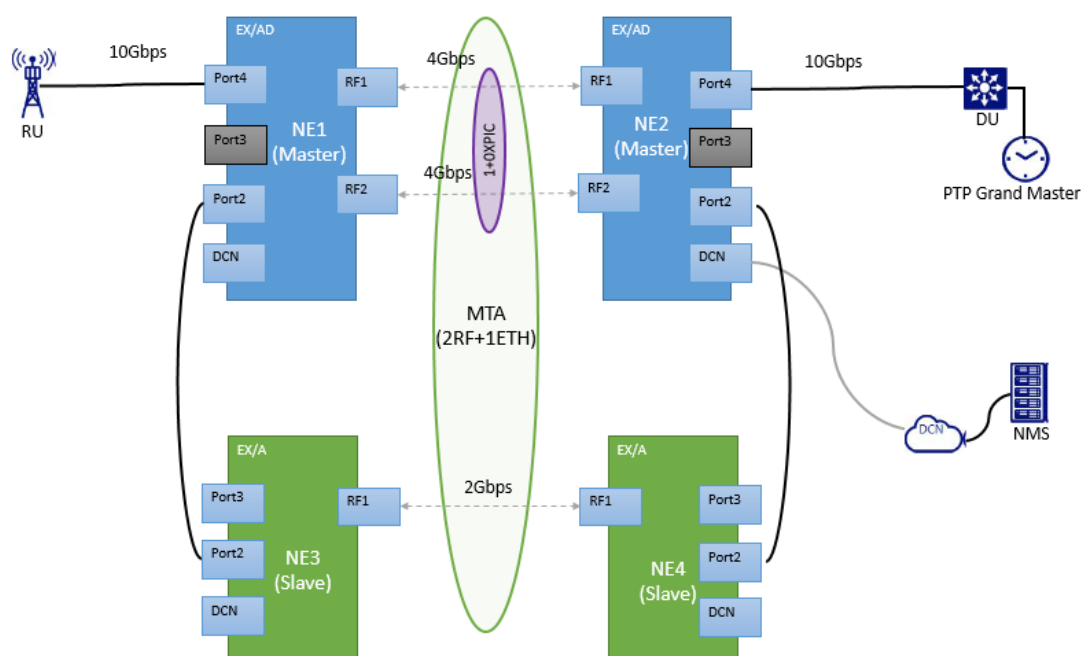 EX/AD
EX/AD
10Gbps
4Gbps
10Gbps
RU
Port4
RF1
RF1
Port4
DU
NE1
(Master)
NE2
(Master)
Port3
Port3
1+0XPIC
PTP Grand Master
4Gbps
Port2
RF2
RF2
Port2
DCN
DCN
MTA
(2RF+1ETH)
DCN
NMS
EX/A
EX/A
2Gbps
Port3
RF1
RF1
Port3
Port2
Port2
NE3
(Slave)
NE4
(Slave)
DCN
DCN